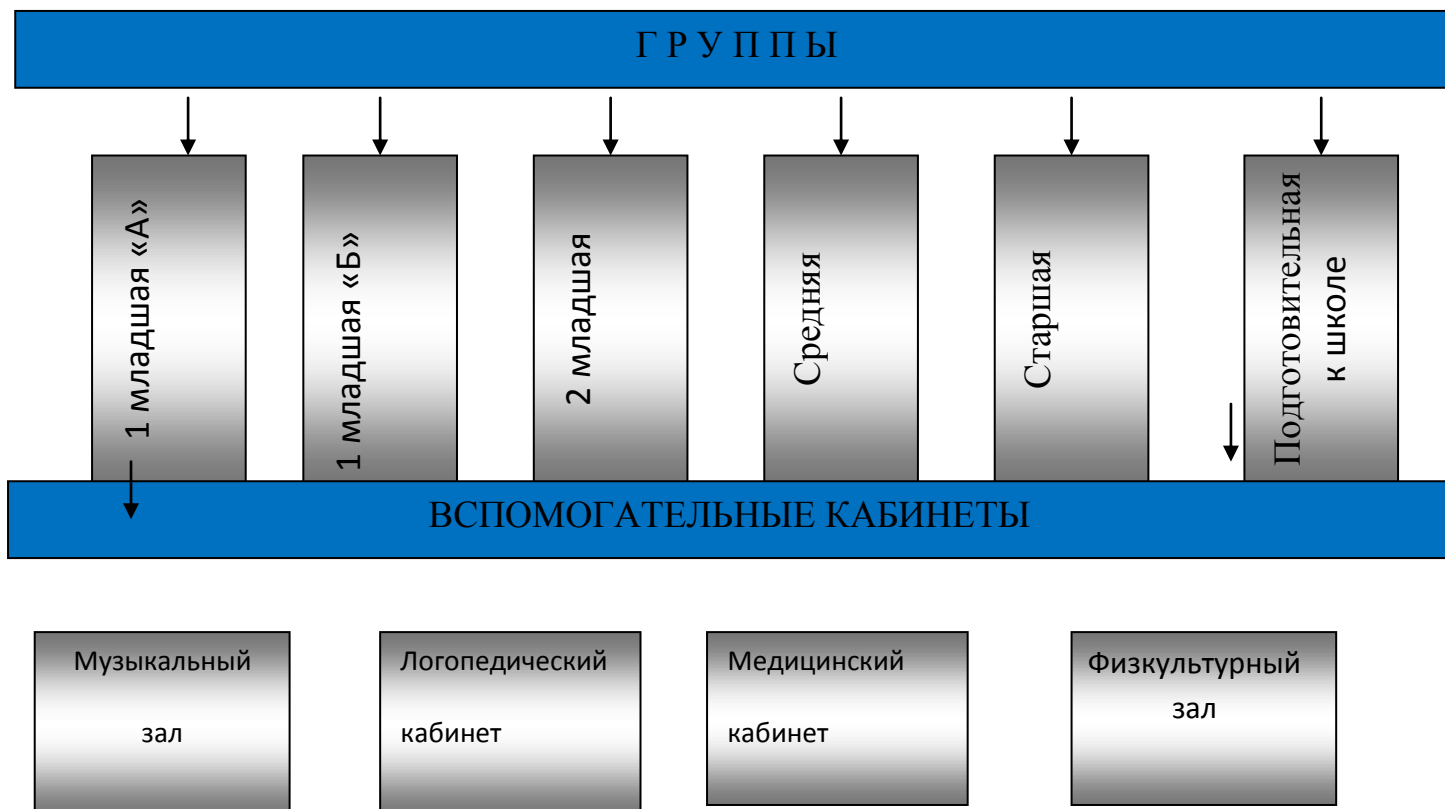 Г Р У П П Ы
1 младшая «А»
1 младшая «Б»
2 младшая
Средняя
Старшая
Подготовительная
к школе
ВСПОМОГАТЕЛЬНЫЕ КАБИНЕТЫ
Музыкальный
зал
Логопедический
кабинет
Медицинский
кабинет
Физкультурный
зал